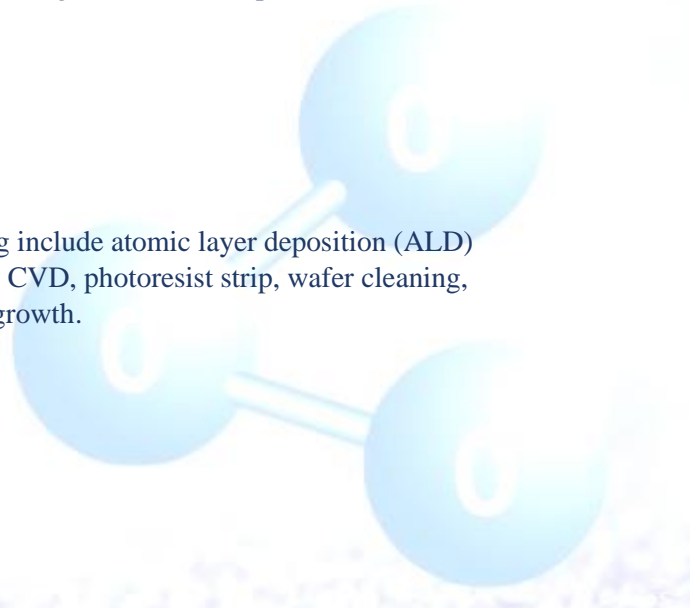 g include atomic layer deposition (ALD)
CVD, photoresist strip, wafer cleaning,
growth.
O
O
O